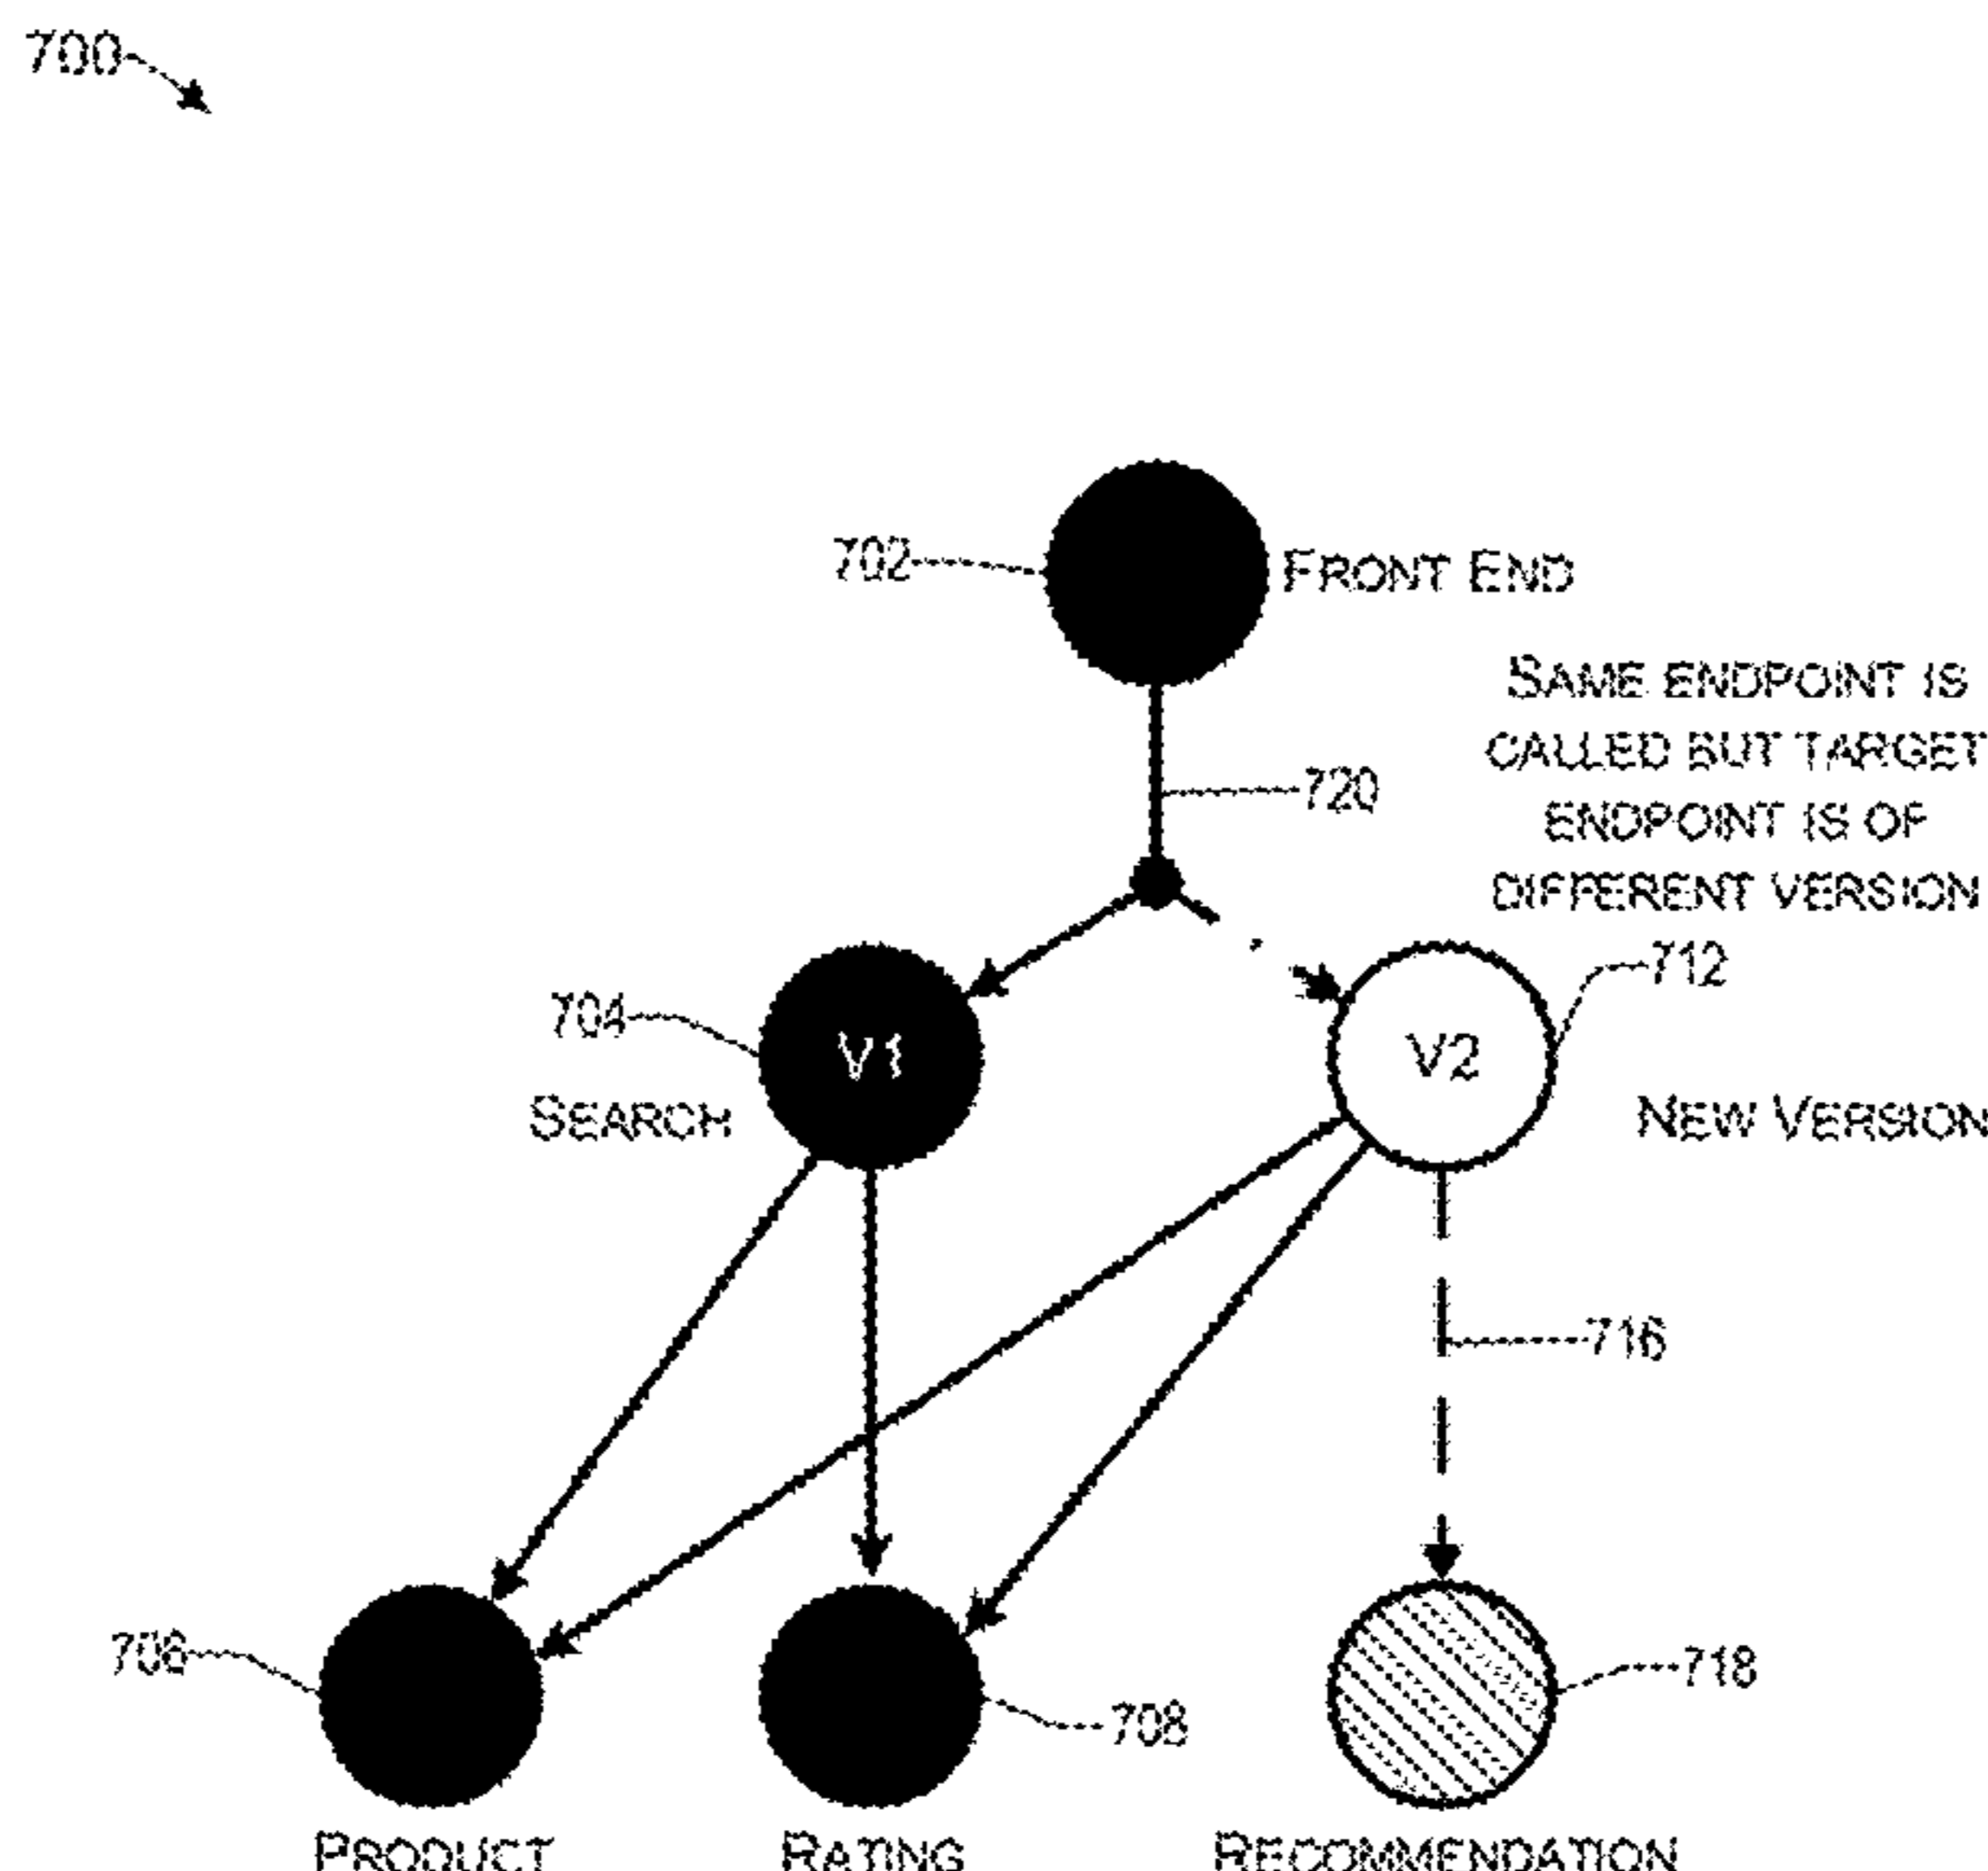 700
702
FRONT END
SAME ENDPOINT IS
CALLED BUT TARGET
ENDPOINT IS OF
DIFFERENT VERSION
720
712
704
V1
V2
SEARCH
NEW VERSION
716
706
708
718
PRODUCT
RATING
RECOMMENDATION